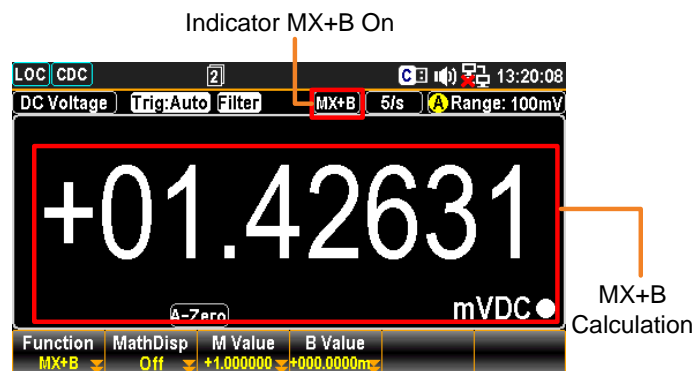 Indicator MX+B On
LOC CDC 2 C 13:20:08
DC Voltage Trig:Auto Filter MX+B 5/s A Range: 100mV
+01.42631
A-Zero mVDC
MX+B
Calculation
Function MathDisp M Value B Value
MX+B Off +1.000000 +000.0000m